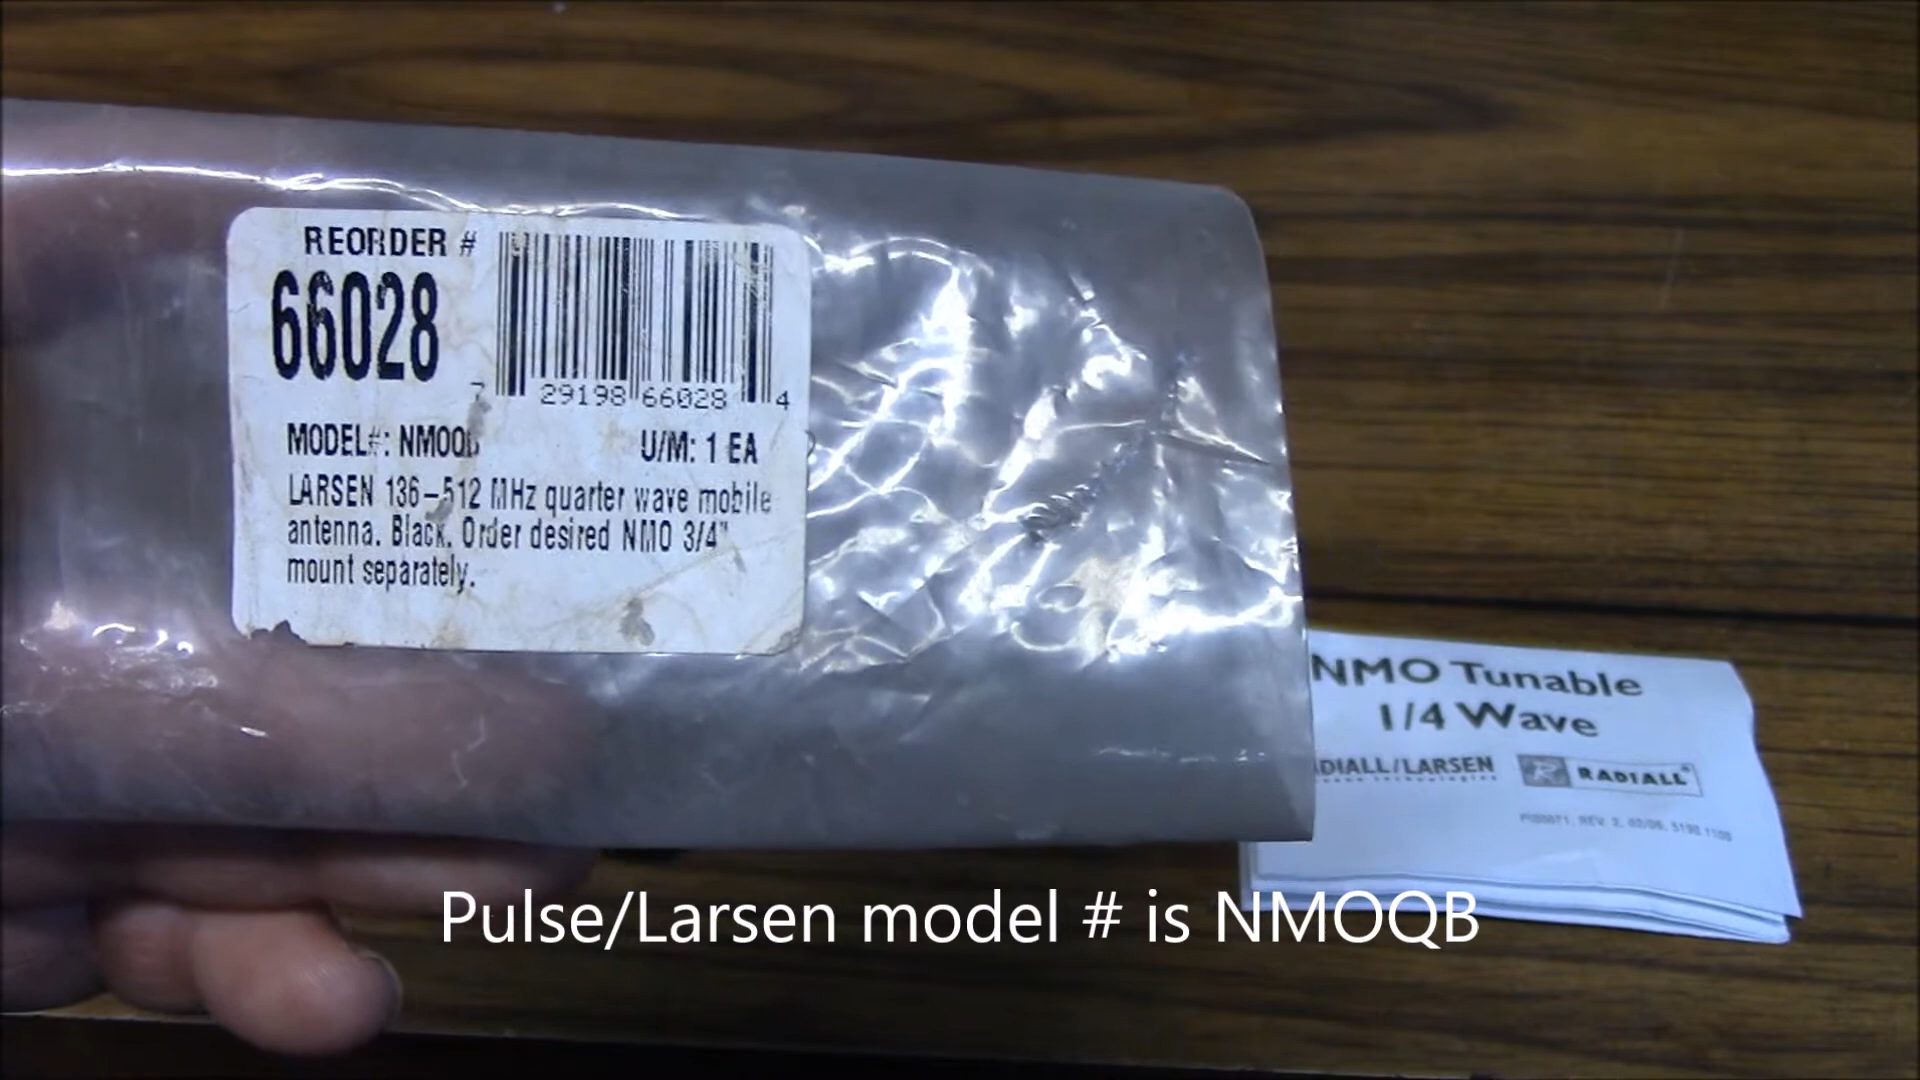 REORDER #
66028
7 29198 66028 4
MODEL#: NMOQB
U/M: 1 EA
LARSEN 136-512 MHz quarter wave mobile
antenna. Black. Order desired NMO 3/4"
mount separately.
NMO Tunable
1/4 Wave
DIALL/LARSEN
RADIALL®
Pulse/Larsen model # is NMOQB